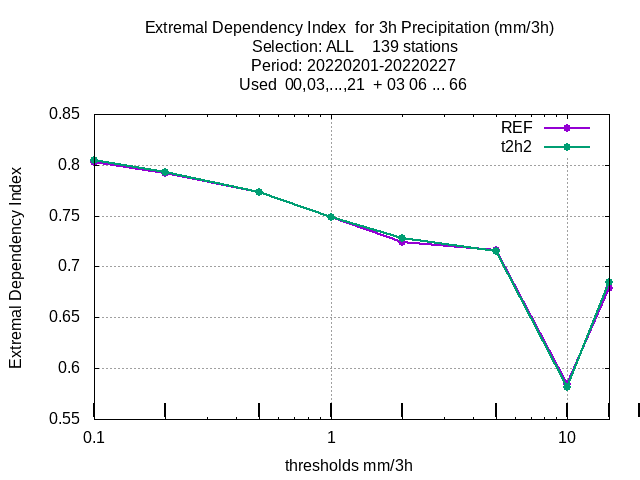 Extremal Dependency Index  for 3h Precipitation (mm/3h)
Selection: ALL    139 stations
Period: 20220201-20220227
Used  00,03,...,21  + 03 06 ... 66
0.85
REF
t2h2
0.8
0.75
0.7
0.65
0.6
0.55
Extremal Dependency Index
0.1
1
10
thresholds mm/3h